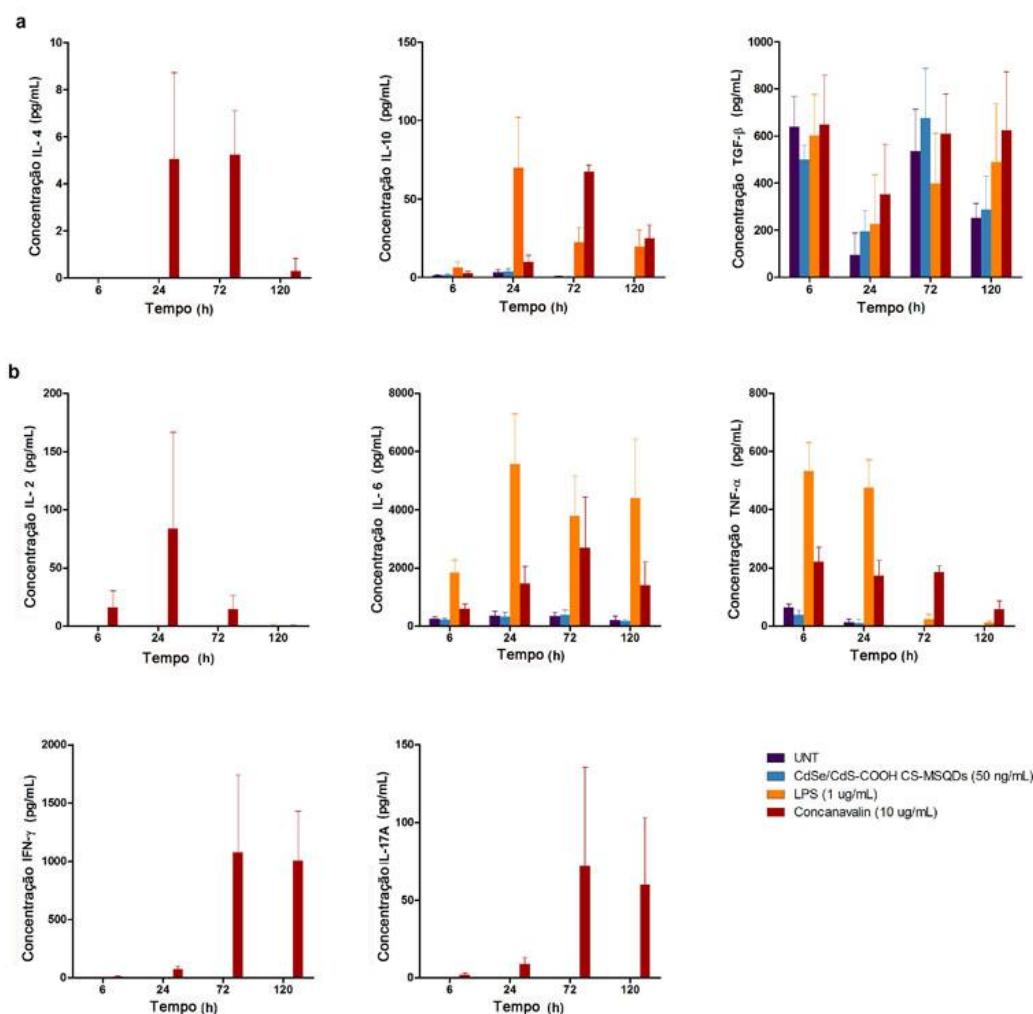 a
Concentração IL- 4 (pg/mL)
10
8
6
4
2
0
6 24 72 120
Tempo (h)
Concentração IL-10 (pg/mL)
150
100
50
0
6 24 72 120
Tempo (h)
Concentração TGF-β (pg/mL)
1000
800
600
400
200
0
6 24 72 120
Tempo (h)
b
Concentração IL- 2 (pg/mL)
200
150
100
50
0
6 24 72 120
Tempo (h)
Concentração IL- 6 (pg/mL)
8000
6000
4000
2000
0
6 24 72 120
Tempo (h)
Concentração TNF-α (pg/mL)
800
600
400
200
0
6 24 72 120
Tempo (h)
Concentração IFN-γ (pg/mL)
2000
1500
1000
500
0
6 24 72 120
Tempo (h)
Concentração IL-17A (pg/mL)
150
100
50
0
6 24 72 120
Tempo (h)
UNT
CdSe/CdS-COOH CS-MSQDs (50 ng/mL)
LPS (1 ug/mL)
Concanavalin (10 ug/mL)